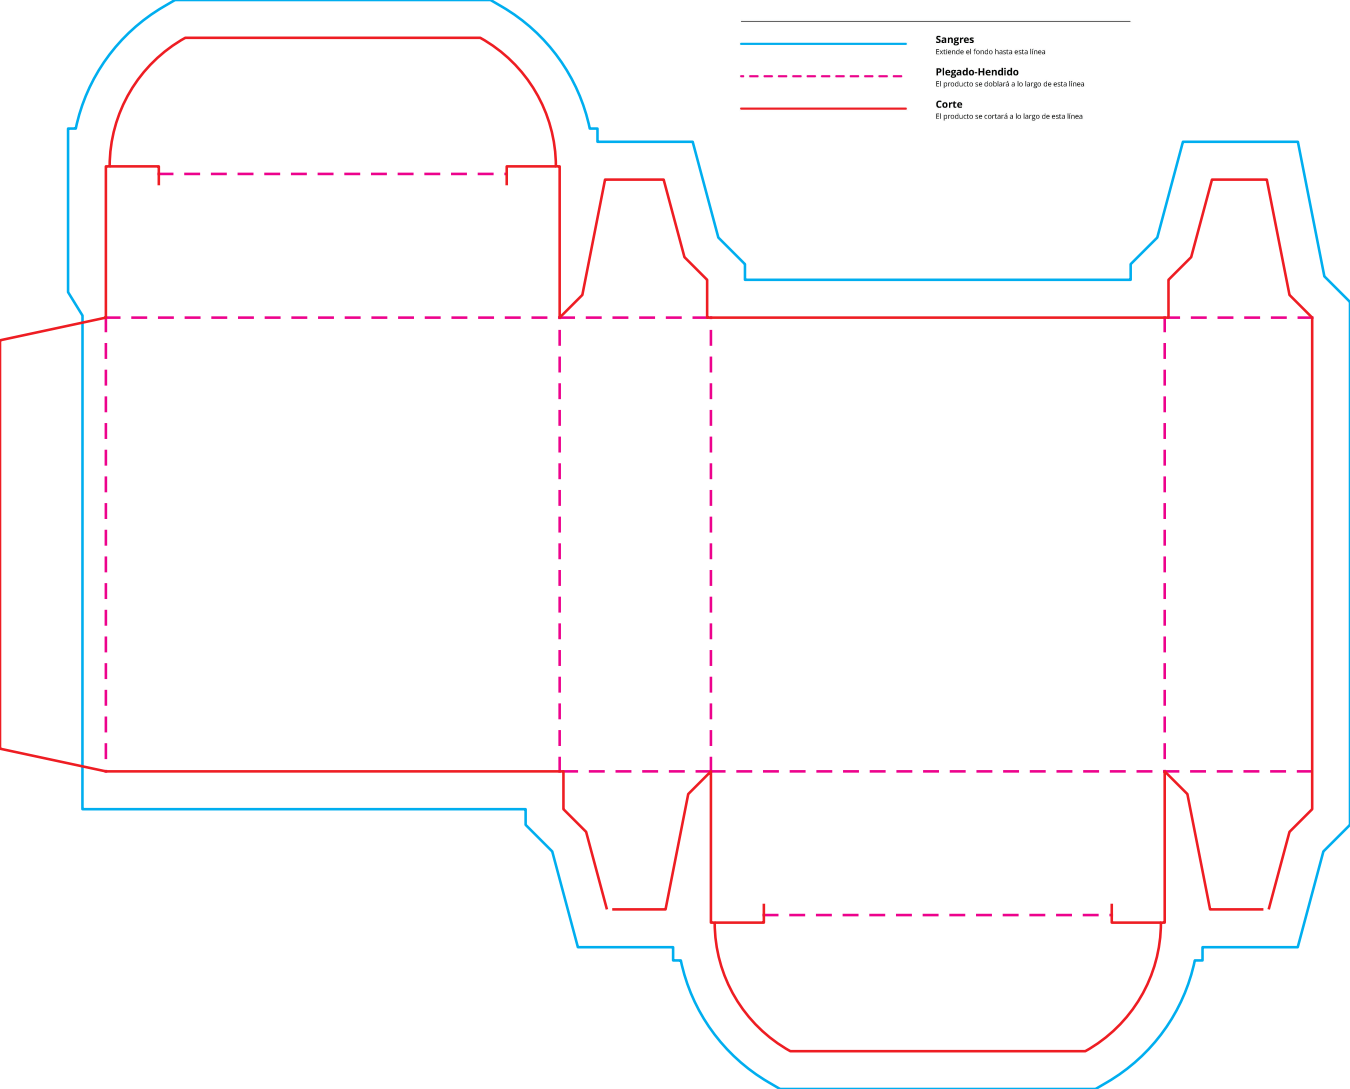 Sangres
Extiende el fondo hasta esta línea
Plegado-Hendido
El producto se doblará a lo largo de esta línea
Corte
El producto se cortará a lo largo de esta línea